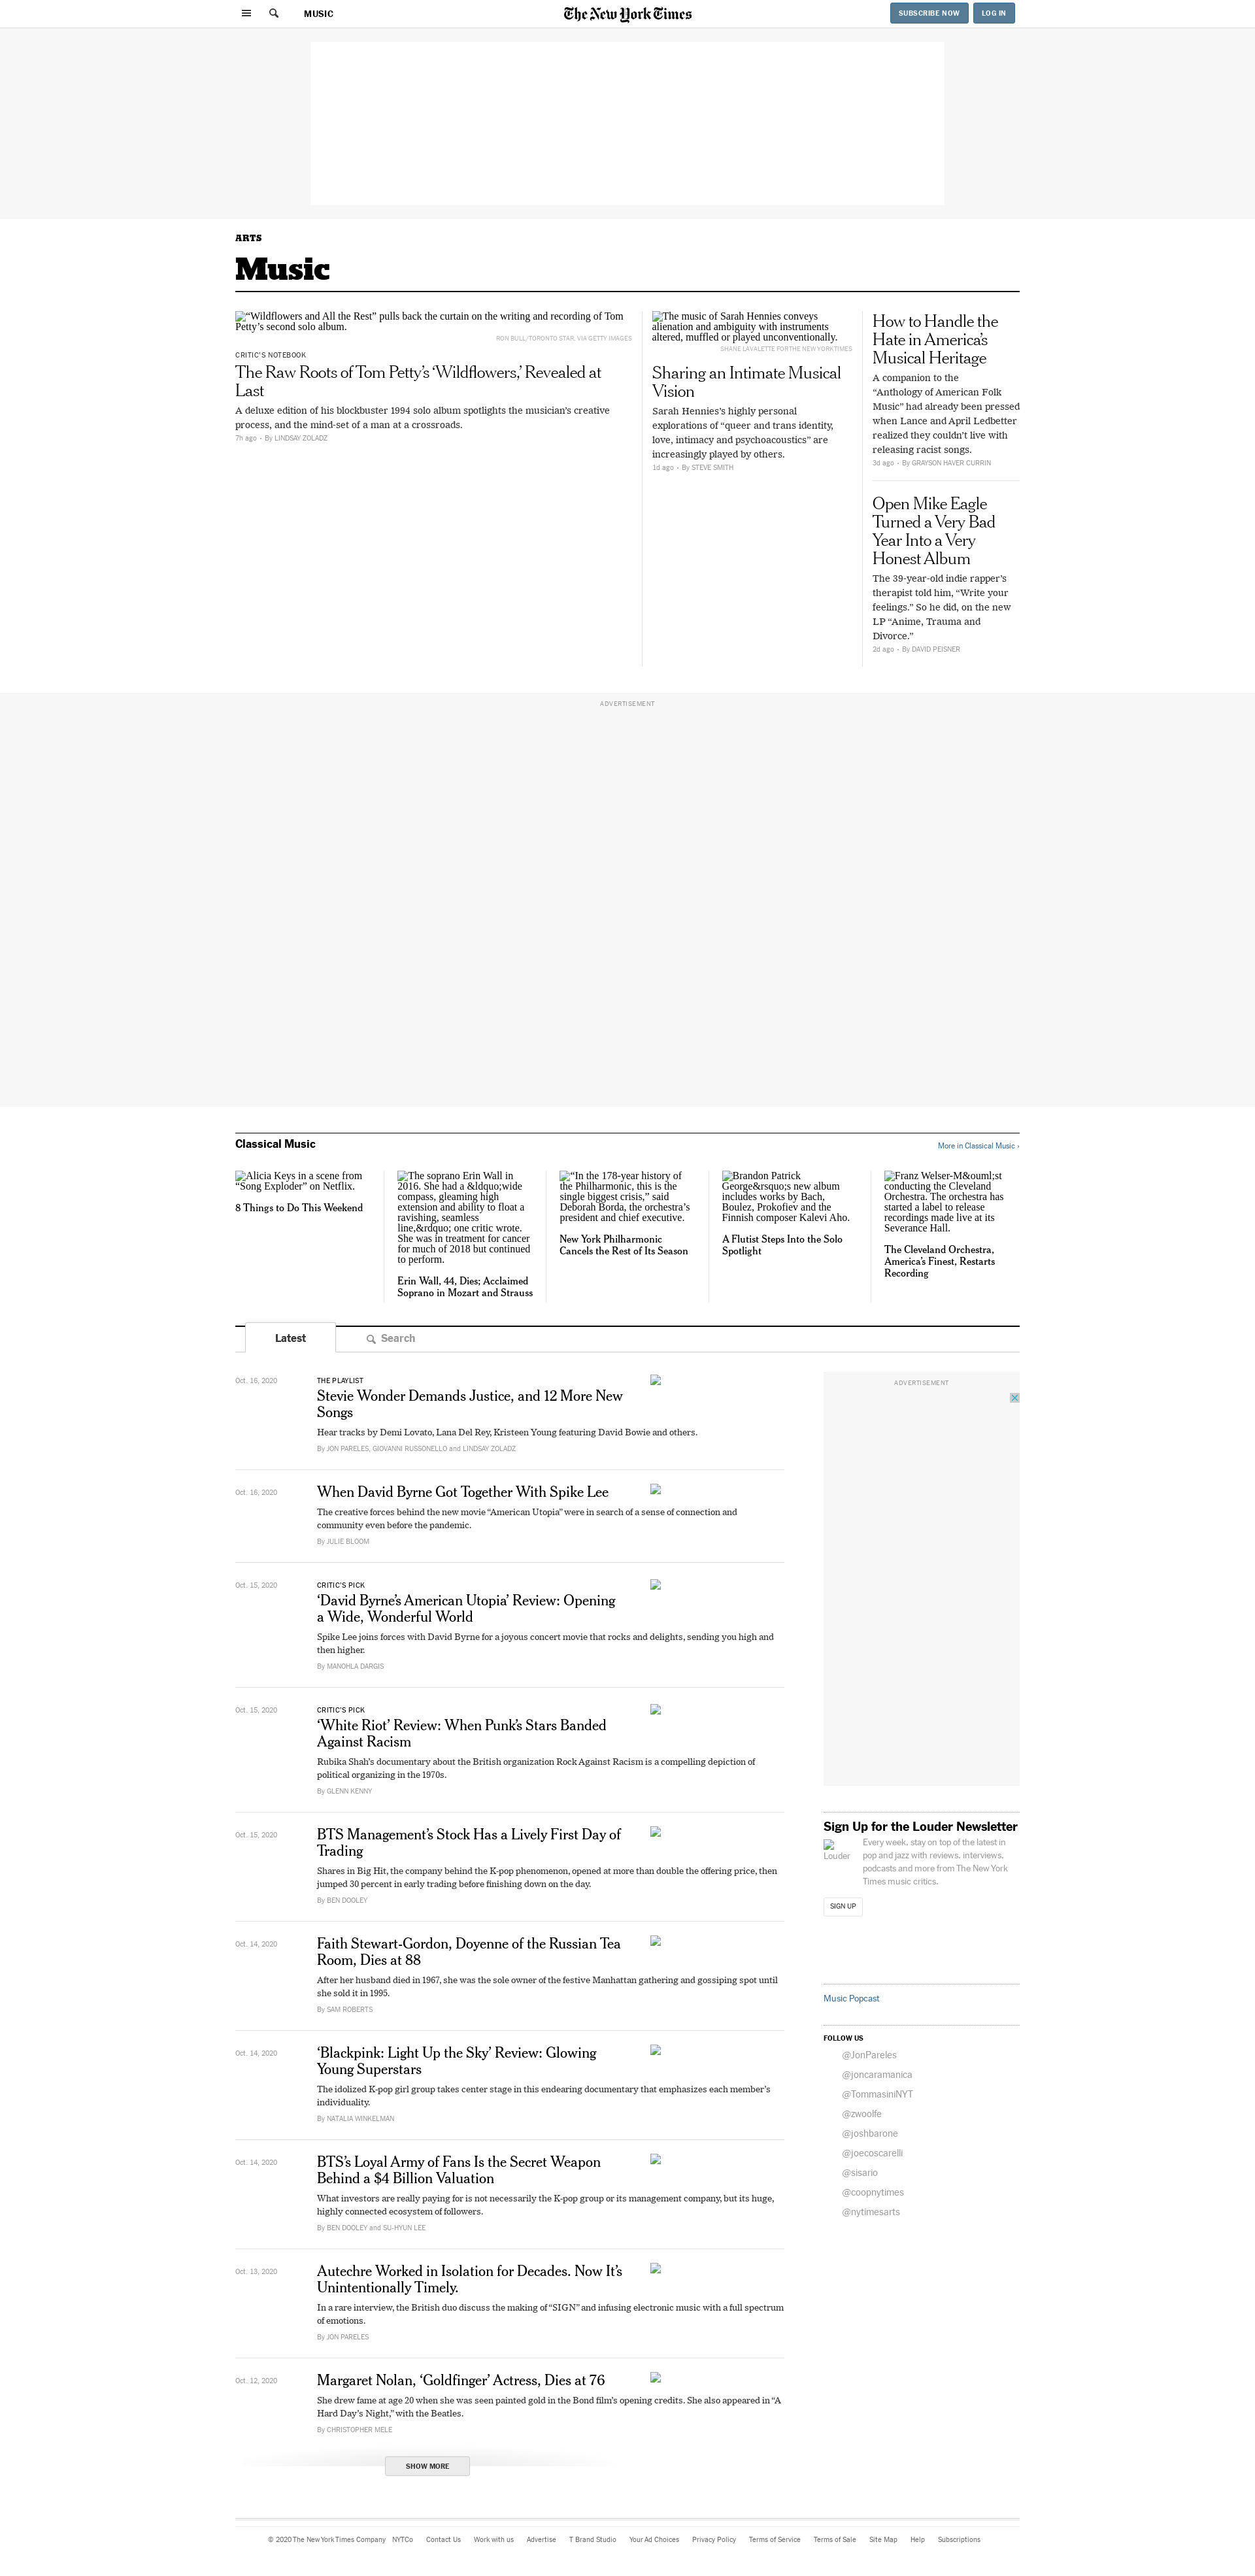 MUSIC
The New York Times
SUBSCRIBE NOW
LOG IN
ARTS
Music
“Wildflowers and All the Rest” pulls back the curtain on the writing and recording of Tom
Petty’s second solo album.
RON BULL/TORONTO STAR, VIA GETTY IMAGES
CRITIC’S NOTEBOOK
The Raw Roots of Tom Petty’s ‘Wildflowers,’ Revealed at
Last
A deluxe edition of his blockbuster 1994 solo album spotlights the musician’s creative
process, and the mind-set of a man at a crossroads.
7h ago • By LINDSAY ZOLADZ
The music of Sarah Hennies conveys
alienation and ambiguity with instruments
altered, muffled or played unconventionally.
SHANE LAVALETTE FOR THE NEW YORK TIMES
Sharing an Intimate Musical
Vision
Sarah Hennies’s highly personal
explorations of “queer and trans identity,
love, intimacy and psychoacoustics” are
increasingly played by others.
1d ago • By STEVE SMITH
How to Handle the
Hate in America’s
Musical Heritage
A companion to the
“Anthology of American Folk
Music” had already been pressed
when Lance and April Ledbetter
realized they couldn’t live with
releasing racist songs.
3d ago • By GRAYSON HAVER CURRIN
Open Mike Eagle
Turned a Very Bad
Year Into a Very
Honest Album
The 39-year-old indie rapper’s
therapist told him, “Write your
feelings.” So he did, on the new
LP “Anime, Trauma and
Divorce.”
2d ago • By DAVID PEISNER
ADVERTISEMENT
Classical Music
More in Classical Music ›
Alicia Keys in a scene from
“Song Exploder” on Netflix.
8 Things to Do This Weekend
The soprano Erin Wall in
2016. She had a &ldquo;wide
compass, gleaming high
extension and ability to float a
ravishing, seamless
line,&rdquo; one critic wrote.
She was in treatment for cancer
for much of 2018 but continued
to perform.
Erin Wall, 44, Dies; Acclaimed
Soprano in Mozart and Strauss
“In the 178-year history of
the Philharmonic, this is the
single biggest crisis,” said
Deborah Borda, the orchestra’s
president and chief executive.
New York Philharmonic
Cancels the Rest of Its Season
Brandon Patrick
George&rsquo;s new album
includes works by Bach,
Boulez, Prokofiev and the
Finnish composer Kalevi Aho.
A Flutist Steps Into the Solo
Spotlight
Franz Welser-M&ouml;st
conducting the Cleveland
Orchestra. The orchestra has
started a label to release
recordings made live at its
Severance Hall.
The Cleveland Orchestra,
America’s Finest, Restarts
Recording
Latest
Search
Oct. 16, 2020
THE PLAYLIST
Stevie Wonder Demands Justice, and 12 More New
Songs
Hear tracks by Demi Lovato, Lana Del Rey, Kristeen Young featuring David Bowie and others.
By JON PARELES, GIOVANNI RUSSONELLO and LINDSAY ZOLADZ
Oct. 16, 2020
When David Byrne Got Together With Spike Lee
The creative forces behind the new movie “American Utopia” were in search of a sense of connection and
community even before the pandemic.
By JULIE BLOOM
Oct. 15, 2020
CRITIC’S PICK
‘David Byrne’s American Utopia’ Review: Opening
a Wide, Wonderful World
Spike Lee joins forces with David Byrne for a joyous concert movie that rocks and delights, sending you high and
then higher.
By MANOHLA DARGIS
Oct. 15, 2020
CRITIC’S PICK
‘White Riot’ Review: When Punk’s Stars Banded
Against Racism
Rubika Shah’s documentary about the British organization Rock Against Racism is a compelling depiction of
political organizing in the 1970s.
By GLENN KENNY
Oct. 15, 2020
BTS Management’s Stock Has a Lively First Day of
Trading
Shares in Big Hit, the company behind the K-pop phenomenon, opened at more than double the offering price, then
jumped 30 percent in early trading before finishing down on the day.
By BEN DOOLEY
Oct. 14, 2020
Faith Stewart-Gordon, Doyenne of the Russian Tea
Room, Dies at 88
After her husband died in 1967, she was the sole owner of the festive Manhattan gathering and gossiping spot until
she sold it in 1995.
By SAM ROBERTS
Oct. 14, 2020
‘Blackpink: Light Up the Sky’ Review: Glowing
Young Superstars
The idolized K-pop girl group takes center stage in this endearing documentary that emphasizes each member’s
individuality.
By NATALIA WINKELMAN
Oct. 14, 2020
BTS’s Loyal Army of Fans Is the Secret Weapon
Behind a $4 Billion Valuation
What investors are really paying for is not necessarily the K-pop group or its management company, but its huge,
highly connected ecosystem of followers.
By BEN DOOLEY and SU-HYUN LEE
Oct. 13, 2020
Autechre Worked in Isolation for Decades. Now It’s
Unintentionally Timely.
In a rare interview, the British duo discuss the making of “SIGN” and infusing electronic music with a full spectrum
of emotions.
By JON PARELES
Oct. 12, 2020
Margaret Nolan, ‘Goldfinger’ Actress, Dies at 76
She drew fame at age 20 when she was seen painted gold in the Bond film’s opening credits. She also appeared in “A
Hard Day’s Night,” with the Beatles.
By CHRISTOPHER MELE
SHOW MORE
ADVERTISEMENT
Sign Up for the Louder Newsletter
Louder
Every week, stay on top of the latest in
pop and jazz with reviews, interviews,
podcasts and more from The New York
Times music critics.
SIGN UP
Music Popcast
FOLLOW US
@JonPareles
@joncaramanica
@TommasiniNYT
@zwoolfe
@joshbarone
@joecoscarelli
@sisario
@coopnytimes
@nytimesarts
© 2020 The New York Times Company NYTCo Contact Us Work with us Advertise T Brand Studio Your Ad Choices Privacy Policy Terms of Service Terms of Sale Site Map Help Subscriptions